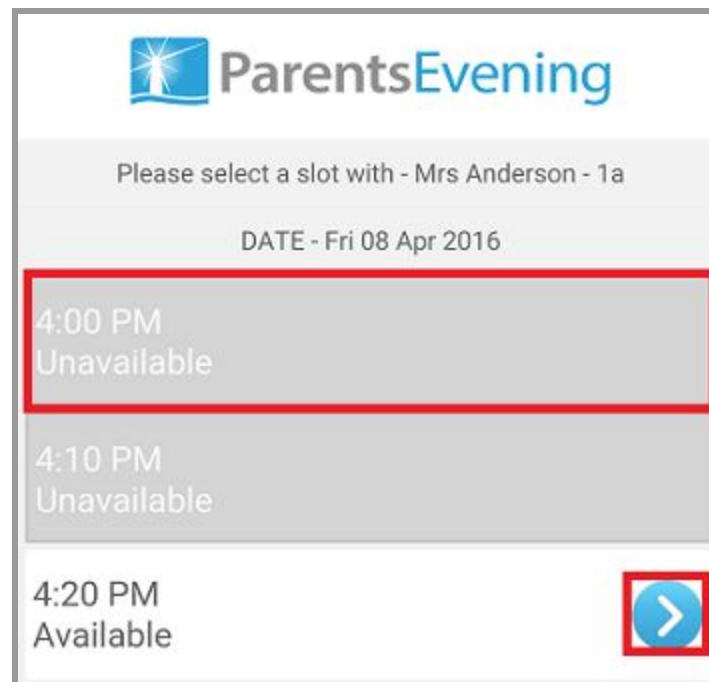 ParentsEvening
Please select a slot with - Mrs Anderson - 1a
DATE - Fri 08 Apr 2016
4:00 PM
Unavailable
4:10 PM
Unavailable
4:20 PM
Available